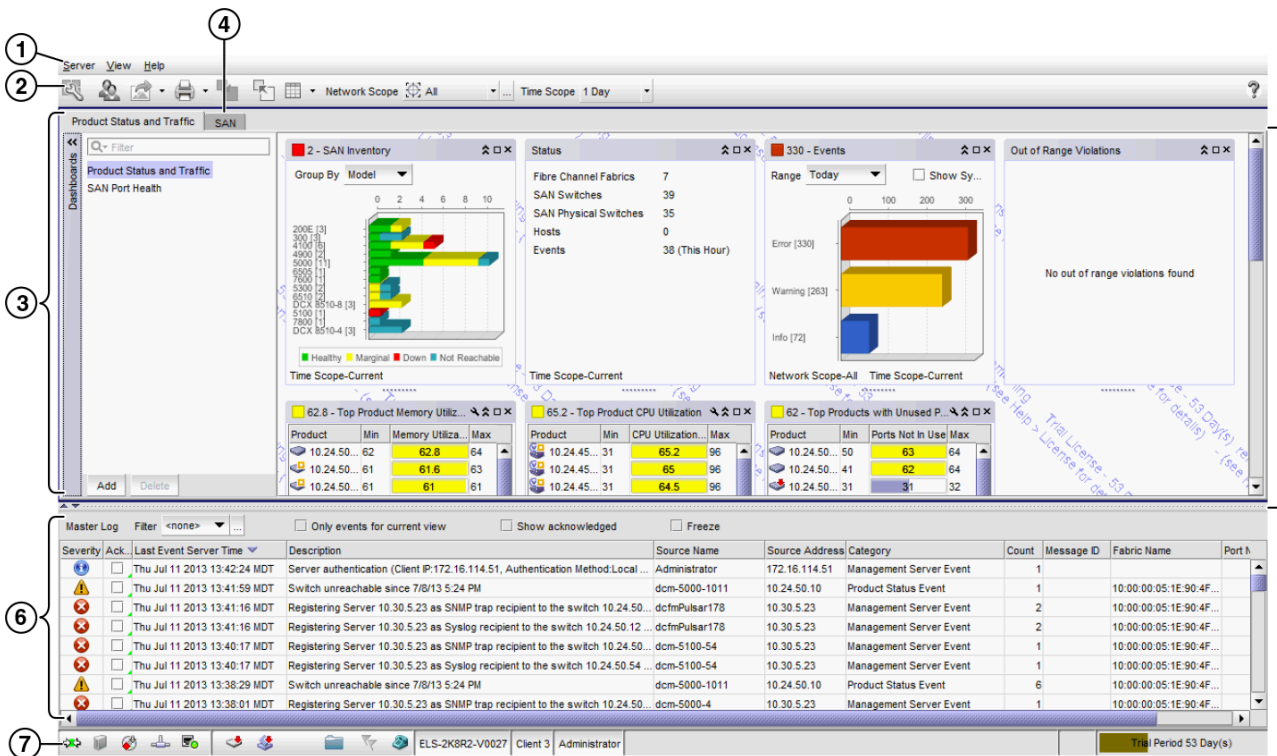 4
1
Server View Help
2
Network Scope All ... Time Scope 1 Day ?
Product Status and Traffic SAN
3
Dashboards
Filter
Product Status and Traffic
SAN Port Health
Add Delete
2 - SAN Inventory
Group By Model
0 2 4 6 8 10
200E [3]
300 [3]
4100 [6]
4900 [2]
5000 [11]
6505 [1]
7600 [1]
5300 [2]
6510 [2]
DCX 8510-8 [3]
5100 [1]
7800 [1]
DCX 8510-4 [3]
Healthy Marginal Down Not Reachable
Time Scope-Current
Status
Fibre Channel Fabrics 7
SAN Switches 39
SAN Physical Switches 35
Hosts 0
Events 38 (This Hour)
Time Scope-Current
330 - Events
Range Today Show Sy...
0 100 200 300
Error [330]
Warning [263]
Info [72]
Network Scope-All Time Scope-Current
Out of Range Violations
No out of range violations found
Trial License - 53 Day(s)
(see Help > License for details)
62.8 - Top Product Memory Utiliz...
Product Min Memory Utiliza... Max
10.24.50... 62 62.8 64
10.24.50... 61 61.6 63
10.24.50... 61 61 61
65.2 - Top Product CPU Utilization
Product Min CPU Utilization... Max
10.24.45... 31 65.2 96
10.24.45... 31 65 96
10.24.45... 31 64.5 96
62 - Top Products with Unused P...
Product Min Ports Not In Use Max
10.24.50... 50 63 64
10.24.50... 41 62 64
10.24.50... 31 31 32
6
Master Log Filter <none> ... Only events for current view Show acknowledged Freeze
Severity Ack... Last Event Server Time Description Source Name Source Address Category Count Message ID Fabric Name Port N
Thu Jul 11 2013 13:42:24 MDT Server authentication (Client IP:172.16.114.51, Authentication Method:Local ... Administrator 172.16.114.51 Management Server Event 1
Thu Jul 11 2013 13:41:59 MDT Switch unreachable since 7/8/13 5:24 PM dcm-5000-1011 10.24.50.10 Product Status Event 1 10:00:00:05:1E:90:4F...
Thu Jul 11 2013 13:41:16 MDT Registering Server 10.30.5.23 as SNMP trap recipient to the switch 10.24.50... dcfmPulsar178 10.30.5.23 Management Server Event 2 10:00:00:05:1E:90:4F...
Thu Jul 11 2013 13:41:16 MDT Registering Server 10.30.5.23 as Syslog recipient to the switch 10.24.50.12 ... dcfmPulsar178 10.30.5.23 Management Server Event 2 10:00:00:05:1E:90:4F...
Thu Jul 11 2013 13:40:17 MDT Registering Server 10.30.5.23 as SNMP trap recipient to the switch 10.24.50... dcm-5100-54 10.30.5.23 Management Server Event 1 10:00:00:05:1E:90:4F...
Thu Jul 11 2013 13:40:17 MDT Registering Server 10.30.5.23 as Syslog recipient to the switch 10.24.50.54 ... dcm-5100-54 10.30.5.23 Management Server Event 1 10:00:00:05:1E:90:4F...
Thu Jul 11 2013 13:38:29 MDT Switch unreachable since 7/8/13 5:24 PM dcm-5000-1011 10.24.50.10 Product Status Event 6 10:00:00:05:1E:90:4F...
Thu Jul 11 2013 13:38:01 MDT Registering Server 10.30.5.23 as SNMP trap recipient to the switch 10.24.50... dcm-5000-4 10.30.5.23 Management Server Event 1 10:00:00:05:1E:90:4F...
7
ELS-2K8R2-V0027 Client 3 Administrator Trial Period 53 Day(s)